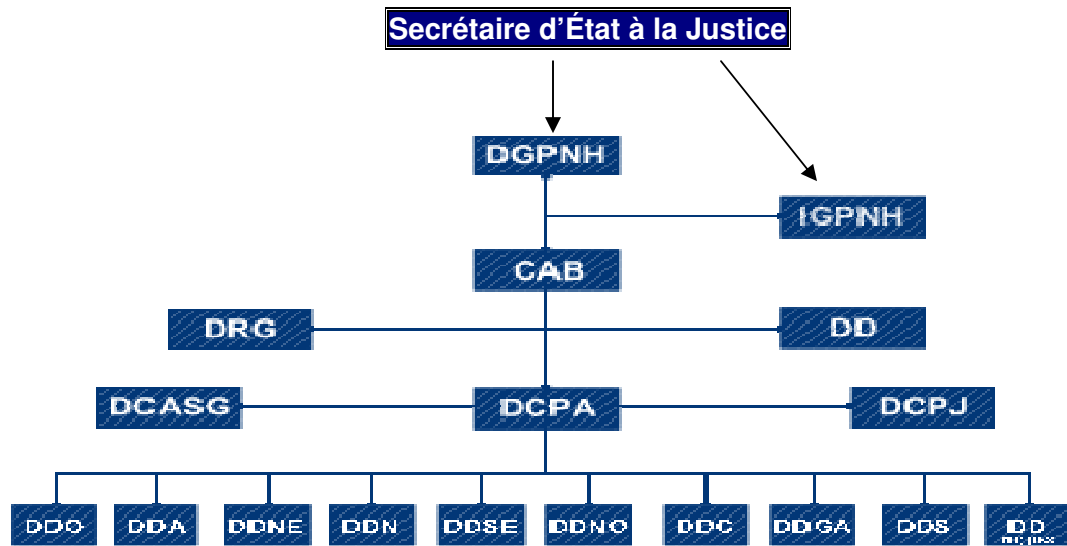 Secrétaire d'État à la Justice
DGPNH
IGPNH
CAB
DRG
DD
DCASG
DCPA
DCPJ
DDO
DDA
DDNE
DDN
DDSE
DDNO
DDC
DDGA
DDS
DD